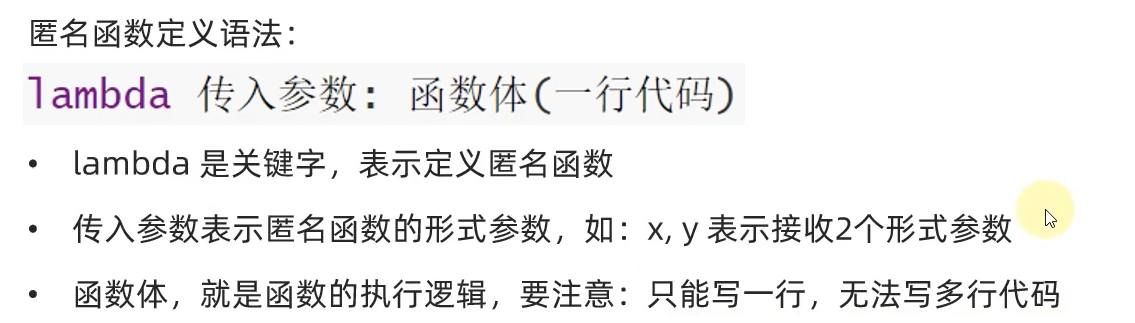 匿名函数定义语法：
lambda 传入参数: 函数体(一行代码)
• lambda 是关键字，表示定义匿名函数
• 传入参数表示匿名函数的形式参数，如：x, y 表示接收2个形式参数
• 函数体，就是函数的执行逻辑，要注意：只能写一行，无法写多行代码